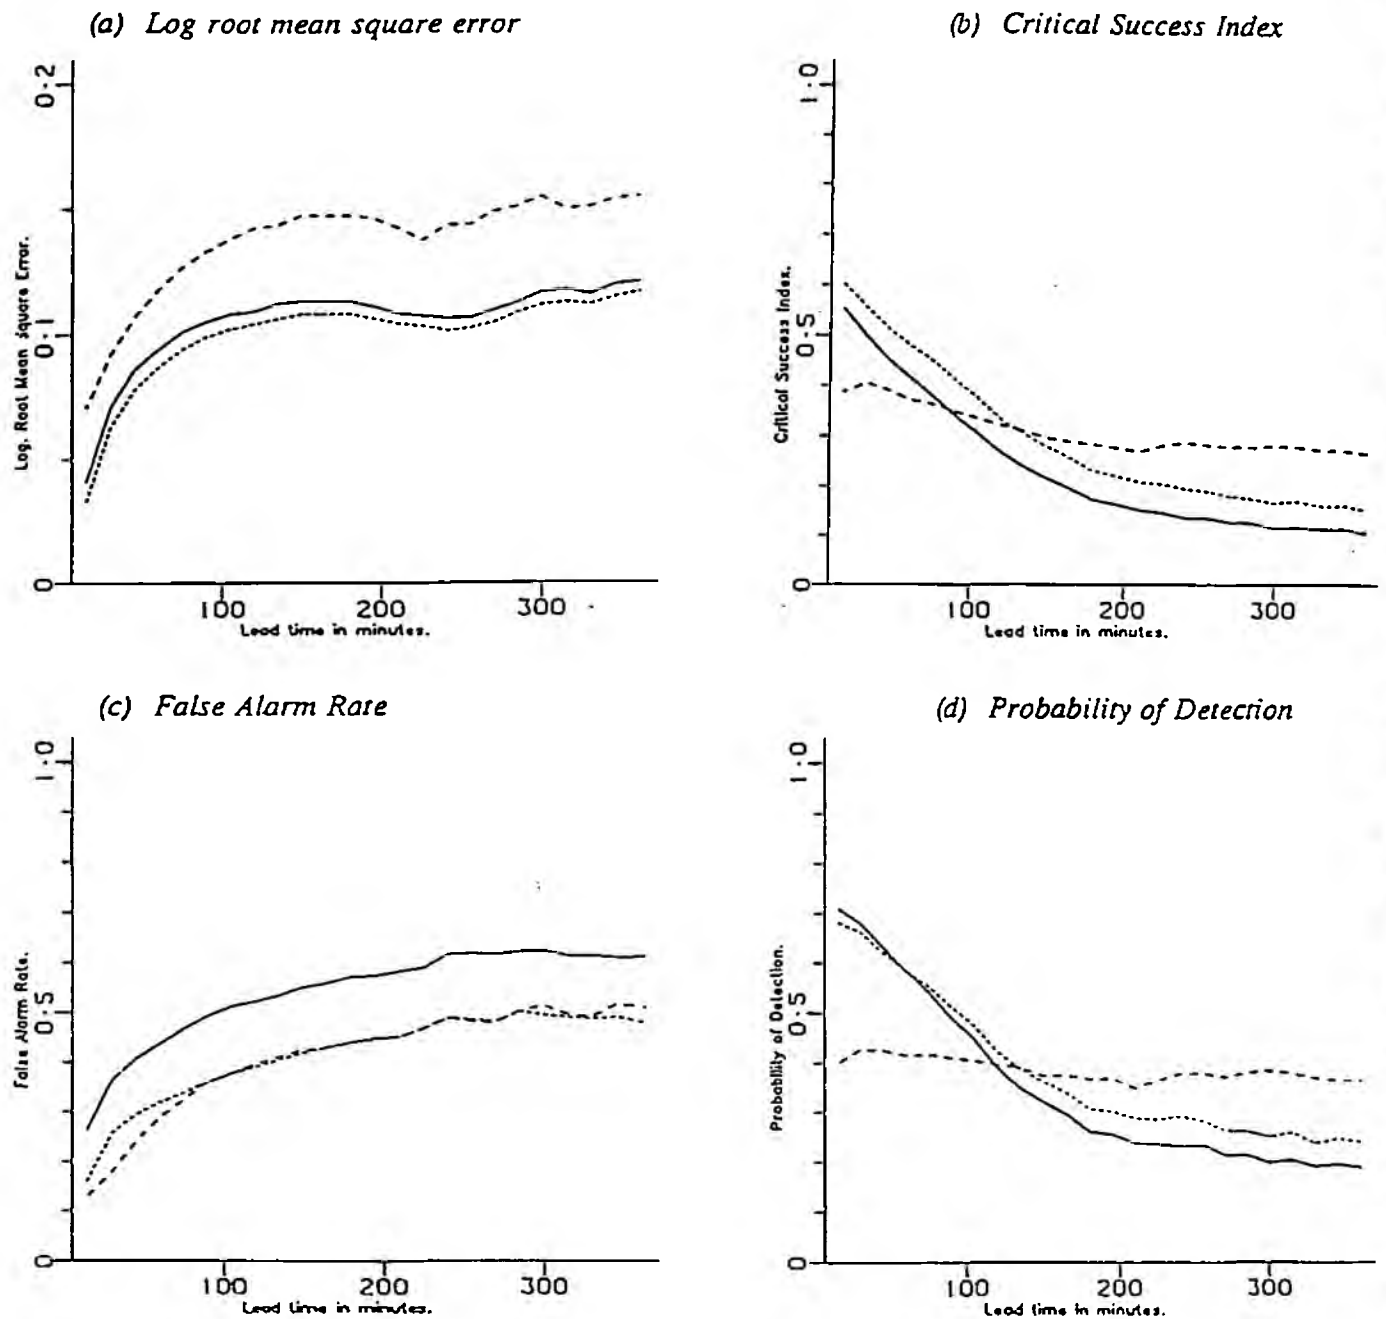 (a) Log root mean square error
0.2
0.1
0
Log. Root Mean Square Error.
100 200 300
Lead time in minutes.
(b) Critical Success Index
1.0
0.5
0
Critical Success Index.
100 200 300
Lead time in minutes.
(c) False Alarm Rate
1.0
0.5
0
False Alarm Rate.
100 200 300
Lead time in minutes.
(d) Probability of Detection
1.0
0.5
0
Probability of Detection.
100 200 300
Lead time in minutes.